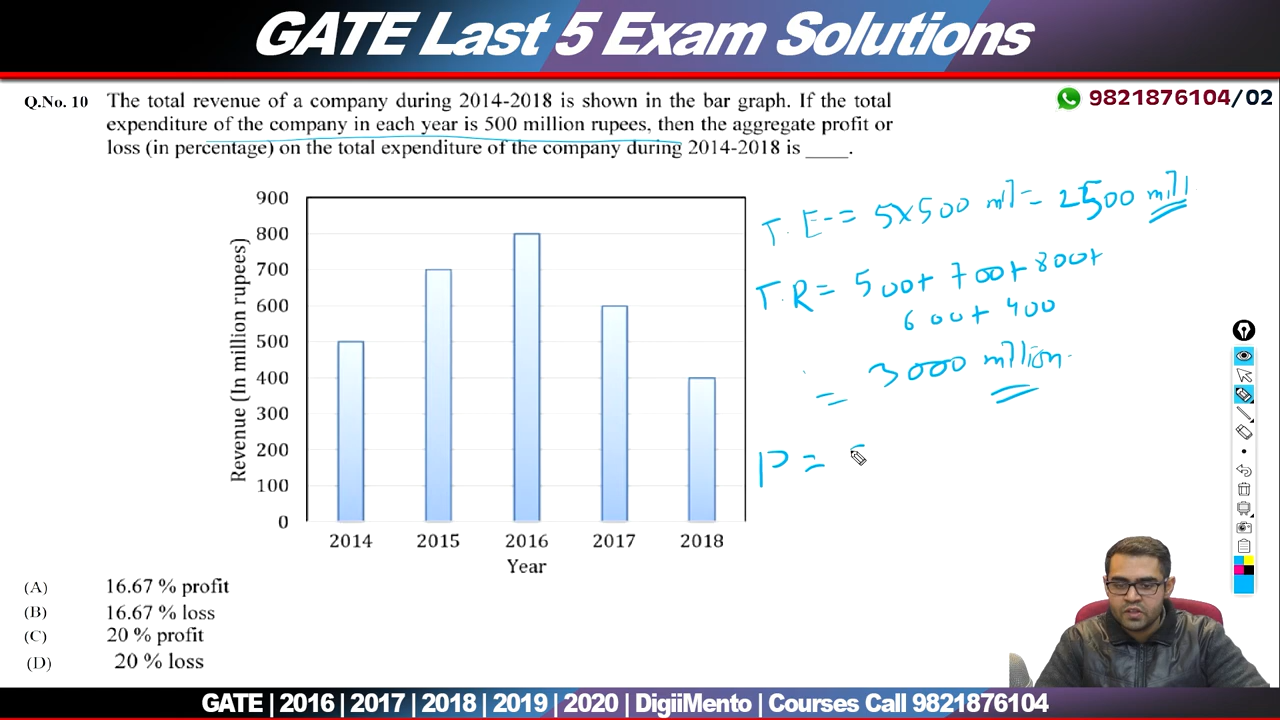 GATE Last 5 Exam Solutions
9821876104/02
Q.No. 10 The total revenue of a company during 2014-2018 is shown in the bar graph. If the total
expenditure of the company in each year is 500 million rupees, then the aggregate profit or
loss (in percentage) on the total expenditure of the company during 2014-2018 is ____.
Revenue (In million rupees)
900
800
700
600
500
400
300
200
100
0
2014 2015 2016 2017 2018
Year
T.E = 5x500 mil = 2500 mill
T.R = 500+ 700+ 800+
600+ 400
= 3000 million
P =
(A) 16.67 % profit
(B) 16.67 % loss
(C) 20 % profit
(D) 20 % loss
GATE | 2016 | 2017 | 2018 | 2019 | 2020 | DigiiMento | Courses Call 9821876104